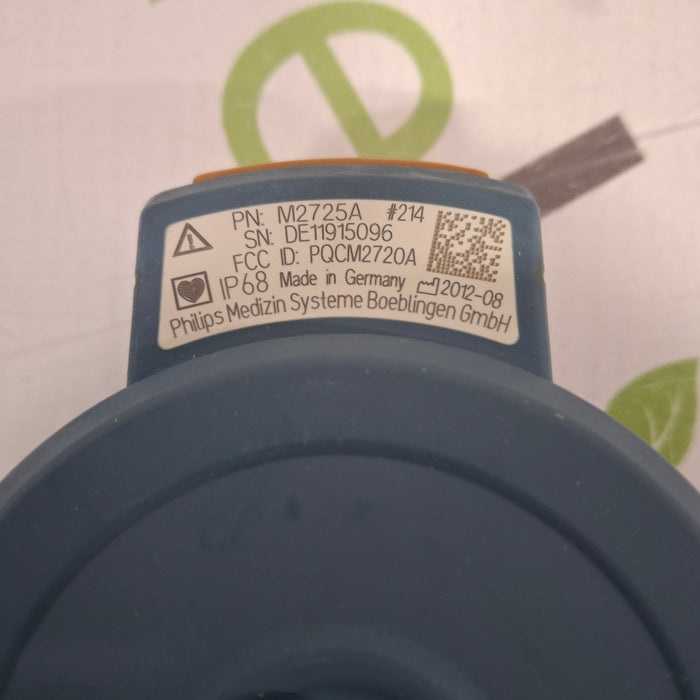 PN: M2725A #214
SN: DE11915096
FCC ID: PQCM2720A
IP68 Made in Germany 2012-08
Philips Medizin Systeme Boeblingen GmbH